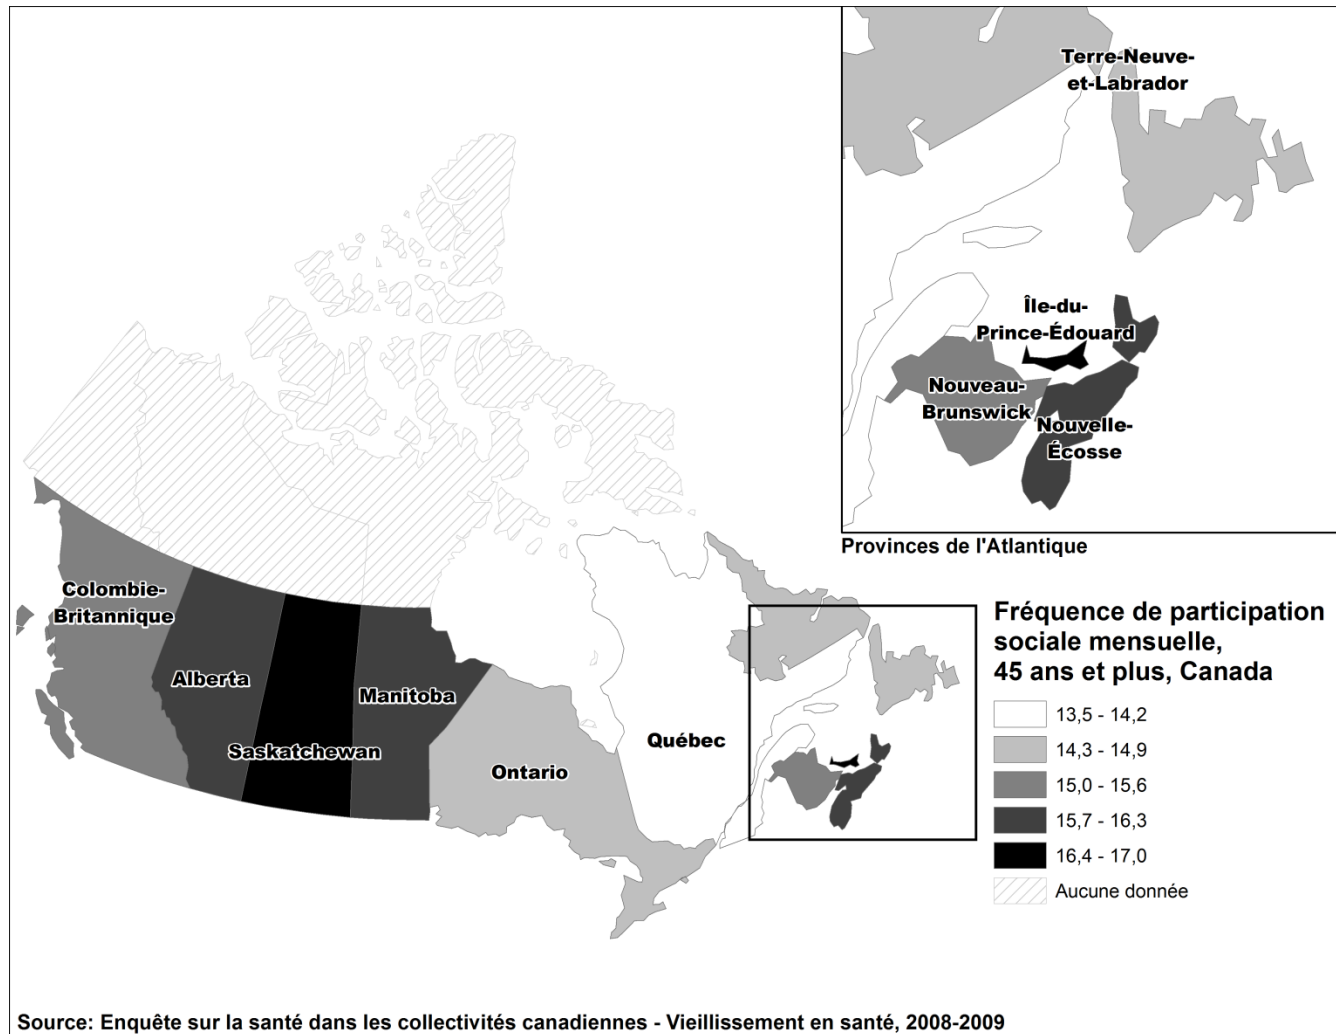 Terre-Neuve-
et-Labrador
Île-du-
Prince-Édouard
Nouveau-
Brunswick
Nouvelle-
Écosse
Provinces de l'Atlantique
Colombie-
Britannique
Alberta
Saskatchewan
Manitoba
Ontario
Québec
Fréquence de participation
sociale mensuelle,
45 ans et plus, Canada
13,5 - 14,2
14,3 - 14,9
15,0 - 15,6
15,7 - 16,3
16,4 - 17,0
Aucune donnée
Source: Enquête sur la santé dans les collectivités canadiennes - Vieillissement en santé, 2008-2009